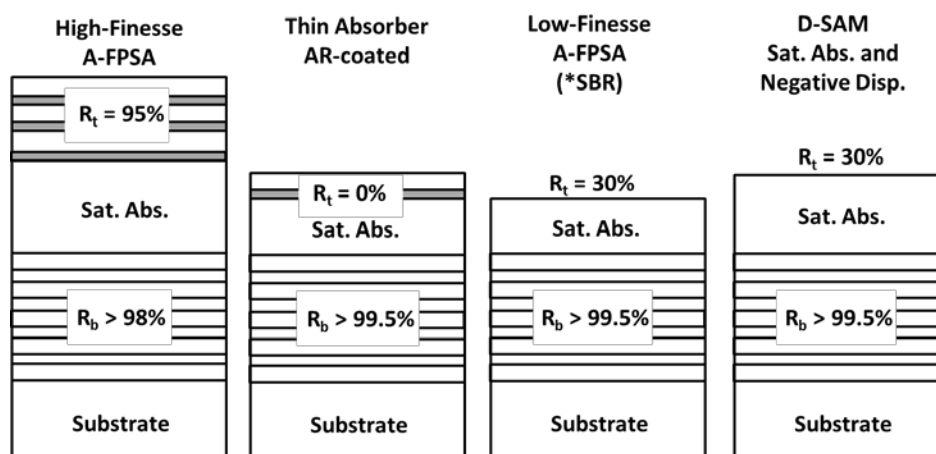 High-Finesse
A-FPSA
R_t = 95%
Sat. Abs.
R_b > 98%
Substrate
Thin Absorber
AR-coated
R_t = 0%
Sat. Abs.
R_b > 99.5%
Substrate
Low-Finesse
A-FPSA
(*SBR)
R_t = 30%
Sat. Abs.
R_b > 99.5%
Substrate
D-SAM
Sat. Abs. and
Negative Disp.
R_t = 30%
Sat. Abs.
R_b > 99.5%
Substrate